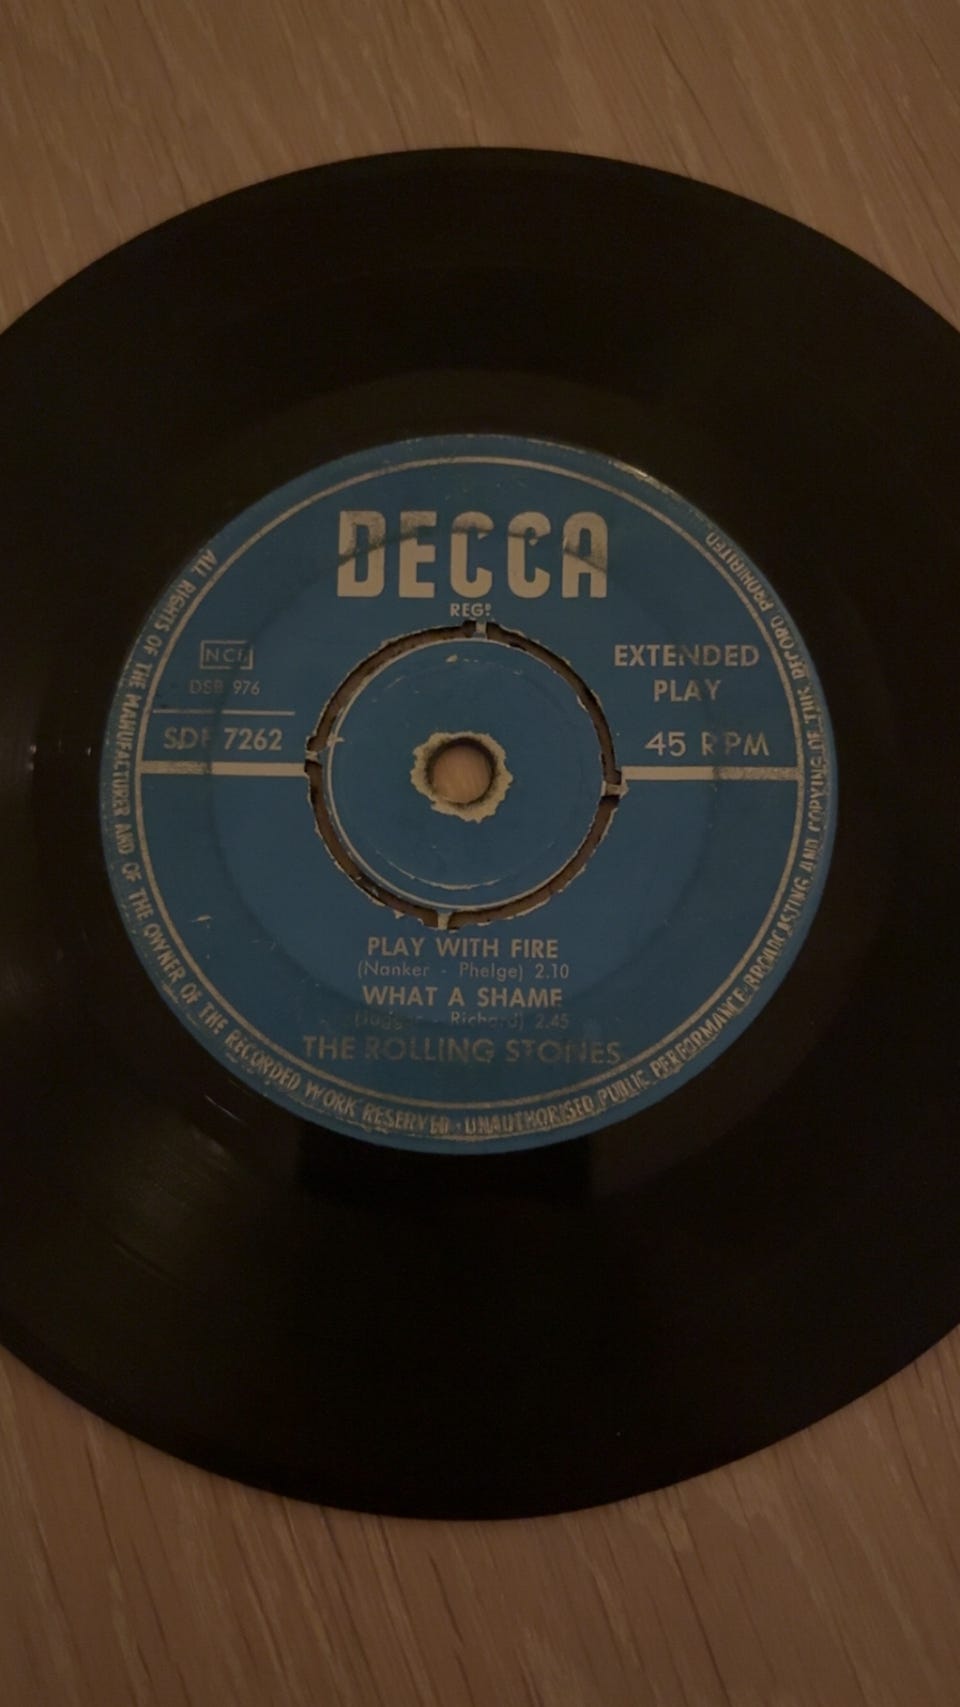 DECCA
REGD
DSB 976
SDF 7262
EXTENDED
PLAY
45 RPM
PLAY WITH FIRE
(Nanker - Phelge) 2.10
WHAT A SHAME
(Jagger - Richard) 2.45
THE ROLLING STONES
ALL RIGHTS OF THE MANUFACTURER AND OF THE OWNER OF THE RECORDED WORK RESERVED · UNAUTHORISED PUBLIC PERFORMANCE BROADCASTING AND COPYING OF THIS RECORD PROHIBITED